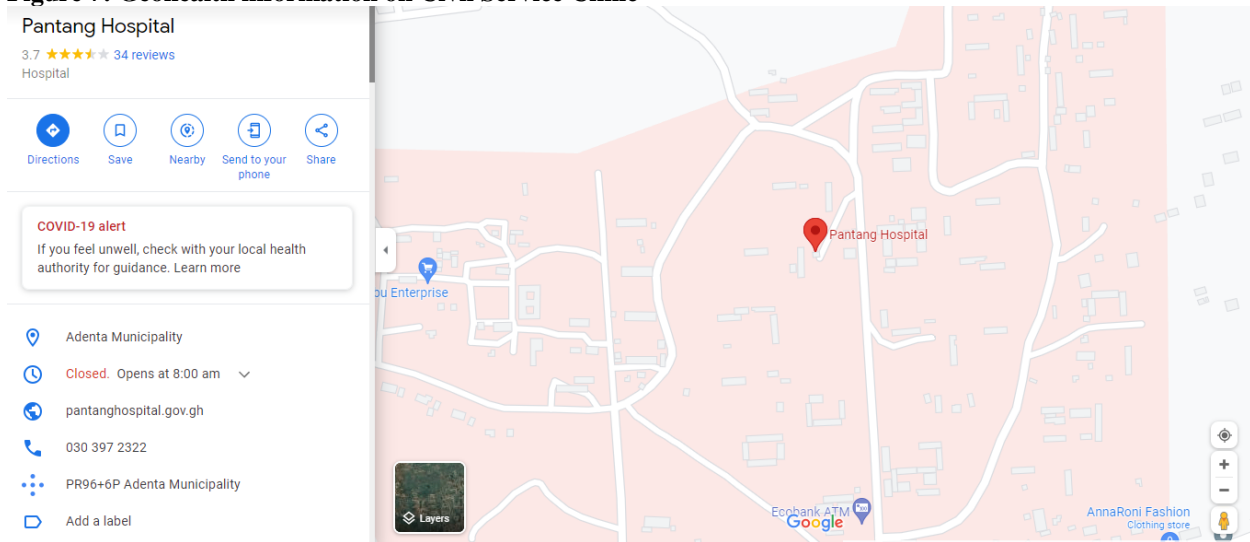 Pantang Hospital
3.7
34 reviews
Hospital
Directions
Save
Nearby
Send to your
phone
Share
COVID-19 alert
If you feel unwell, check with your local health
authority for guidance. Learn more
Adenta Municipality
Closed. Opens at 8:00 am
pantanghospital.gov.gh
030 397 2322
PR96+6P Adenta Municipality
Add a label
Pantang Hospital
ou Enterprise
Layers
Ecobank ATM
Google
AnnaRoni Fashion
Clothing store